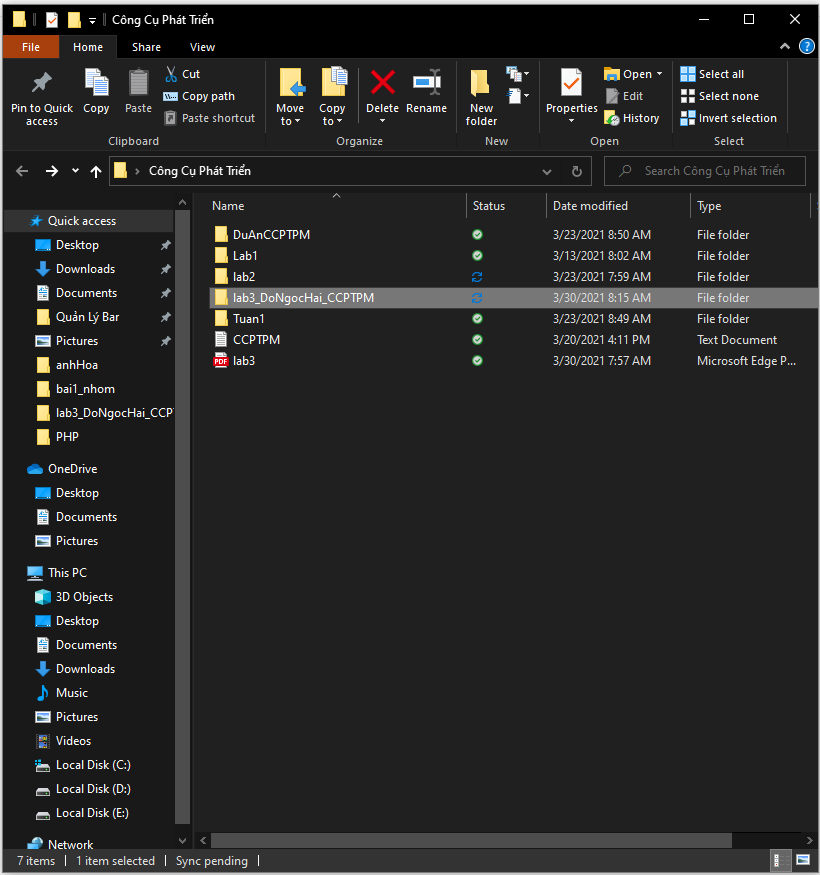 Công Cụ Phát Triển
File Home Share View
Pin to Quick access
Copy
Paste
Cut
Copy path
Paste shortcut
Clipboard
Move to
Copy to
Delete
Rename
Organize
New folder
New
Properties
Open
Edit
History
Open
Select all
Select none
Invert selection
Select
Công Cụ Phát Triển
Search Công Cụ Phát Triển
Quick access
Desktop
Downloads
Documents
Quản Lý Bar
Pictures
anhHoa
bai1_nhom
lab3_DoNgocHai_CCPT
PHP
OneDrive
Desktop
Documents
Pictures
This PC
3D Objects
Desktop
Documents
Downloads
Music
Pictures
Videos
Local Disk (C:)
Local Disk (D:)
Local Disk (E:)
Network
Name Status Date modified Type
DuAnCCPTPM 3/23/2021 8:50 AM File folder
Lab1 3/13/2021 8:02 AM File folder
lab2 3/23/2021 7:59 AM File folder
lab3_DoNgocHai_CCPTPM 3/30/2021 8:15 AM File folder
Tuan1 3/23/2021 8:49 AM File folder
CCPTPM 3/20/2021 4:11 PM Text Document
PDF lab3 3/30/2021 7:57 AM Microsoft Edge P...
7 items 1 item selected Sync pending